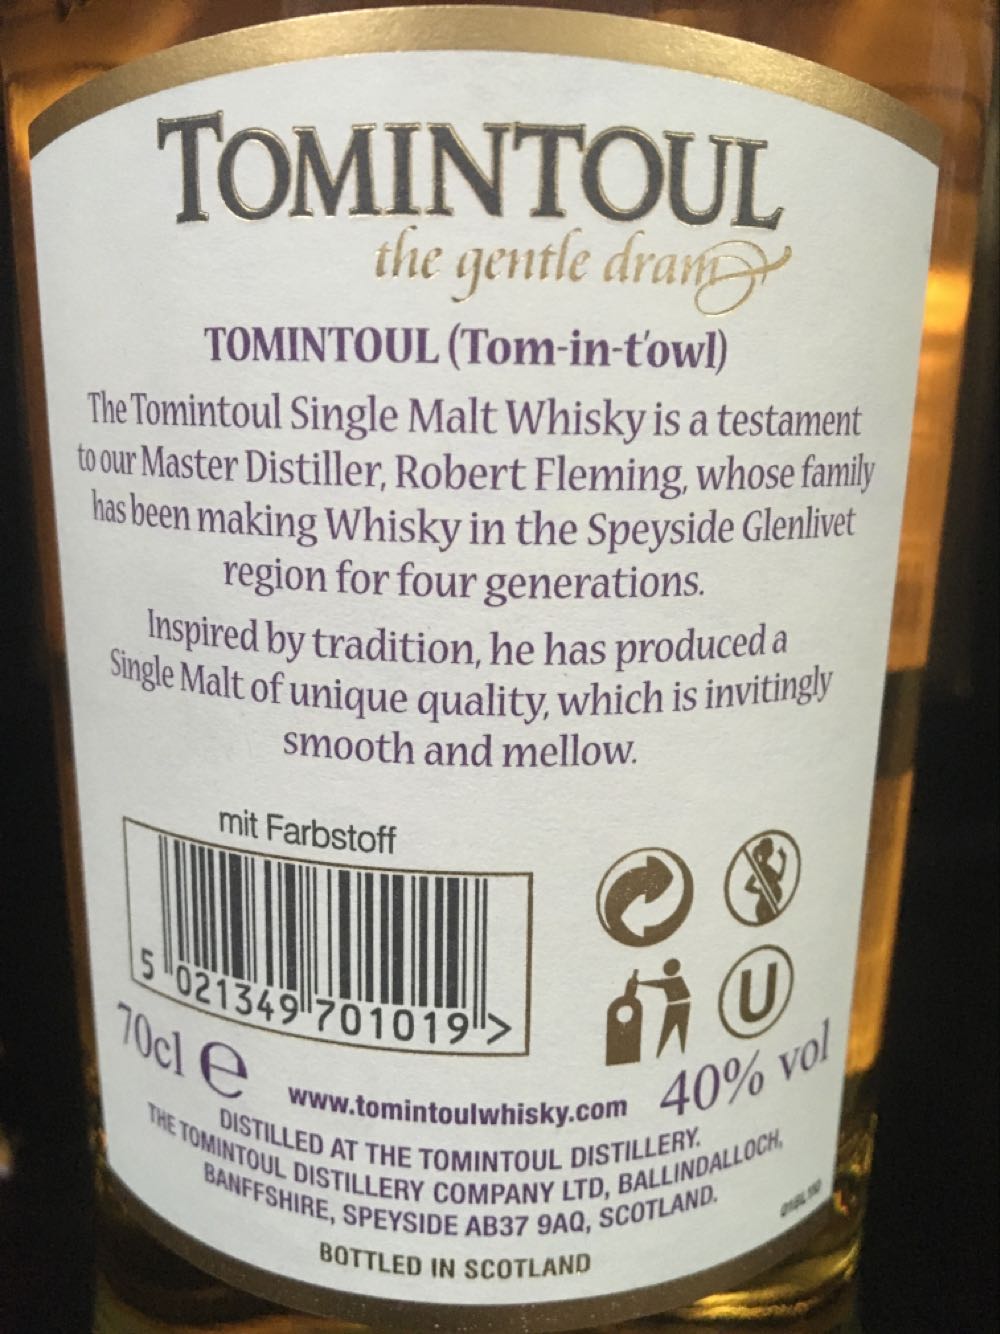 TOMINTOUL
the gentle dram
TOMINTOUL (Tom-in-t'owl)
The Tomintoul Single Malt Whisky is a testament
to our Master Distiller, Robert Fleming, whose family
has been making Whisky in the Speyside Glenlivet
region for four generations.
Inspired by tradition, he has produced a
Single Malt of unique quality, which is invitingly
smooth and mellow.
mit Farbstoff
5 021349 701019 >
U
70cl e
www.tomintoulwhisky.com
40% vol
DISTILLED AT THE TOMINTOUL DISTILLERY.
THE TOMINTOUL DISTILLERY COMPANY LTD, BALLINDALLOCH,
BANFFSHIRE, SPEYSIDE AB37 9AQ, SCOTLAND.
BOTTLED IN SCOTLAND